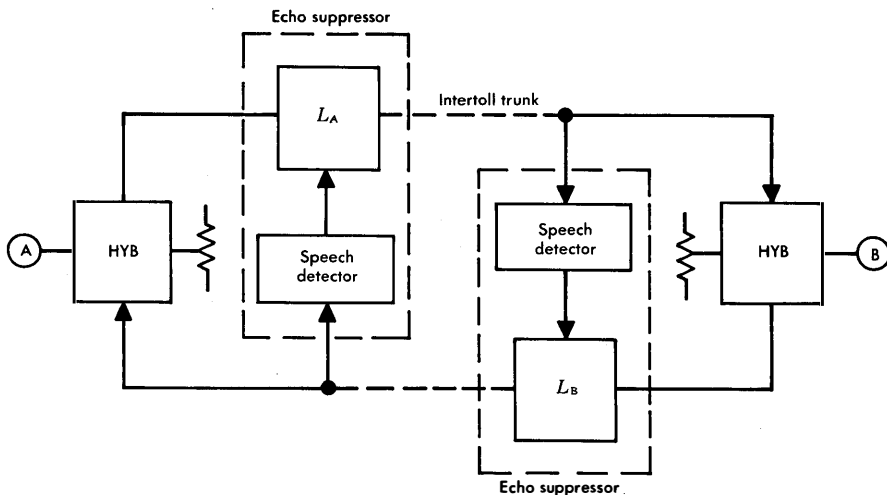 Echo suppressor
L_A
Intertoll trunk
A
HYB
Speech
detector
Speech
detector
HYB
B
L_B
Echo suppressor